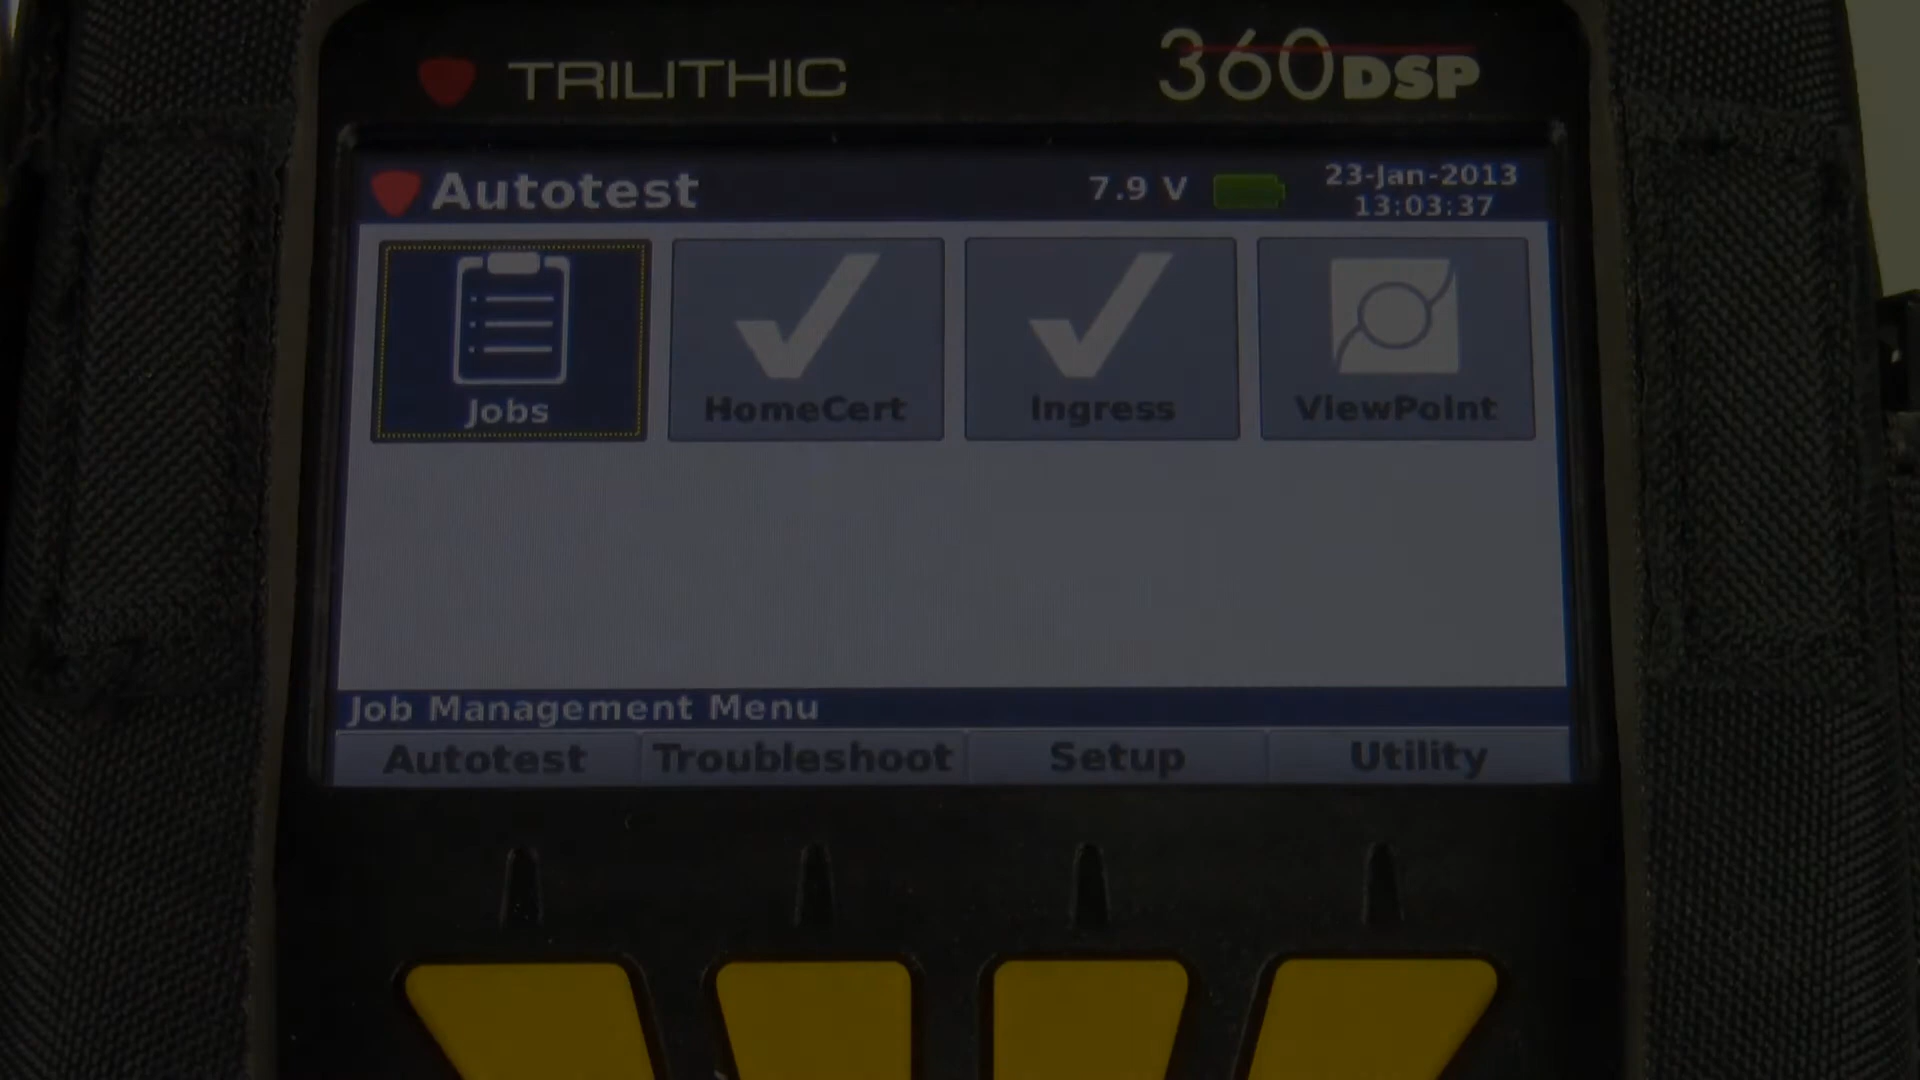 TRILITHIC
360DSP
Autotest
7.9 V
23-Jan-2013
13:03:37
Jobs
HomeCert
Ingress
ViewPoint
Job Management Menu
Autotest
Troubleshoot
Setup
Utility